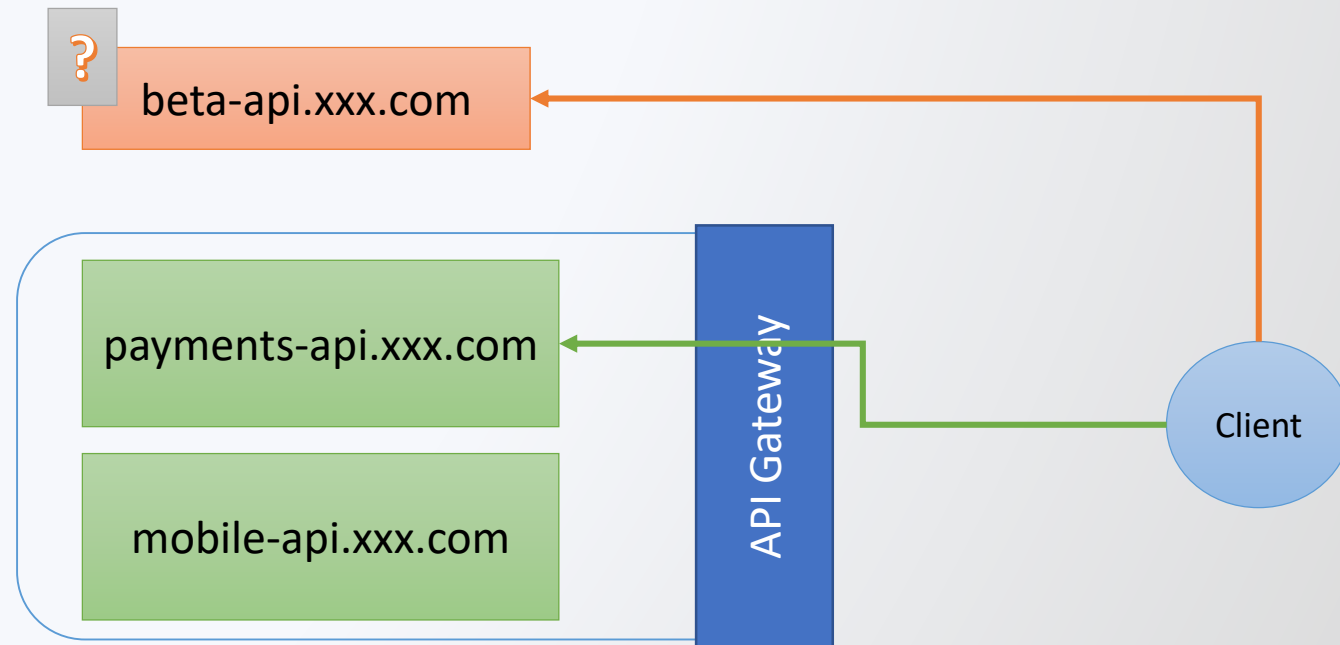 ?
beta-api.xxx.com
payments-api.xxx.com
API Gateway
Client
mobile-api.xxx.com